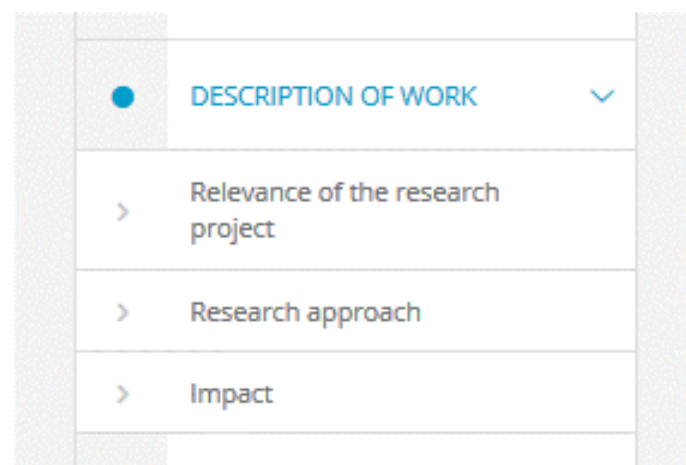 DESCRIPTION OF WORK
Relevance of the research
project
Research approach
Impact